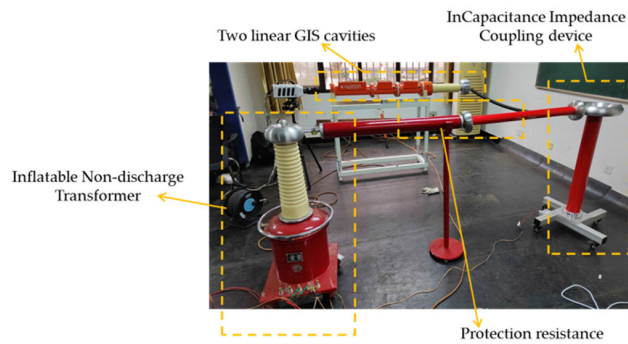 Two linear GIS cavities
InCapacitance Impedance
Coupling device
Inflatable Non-discharge
Transformer
Protection resistance